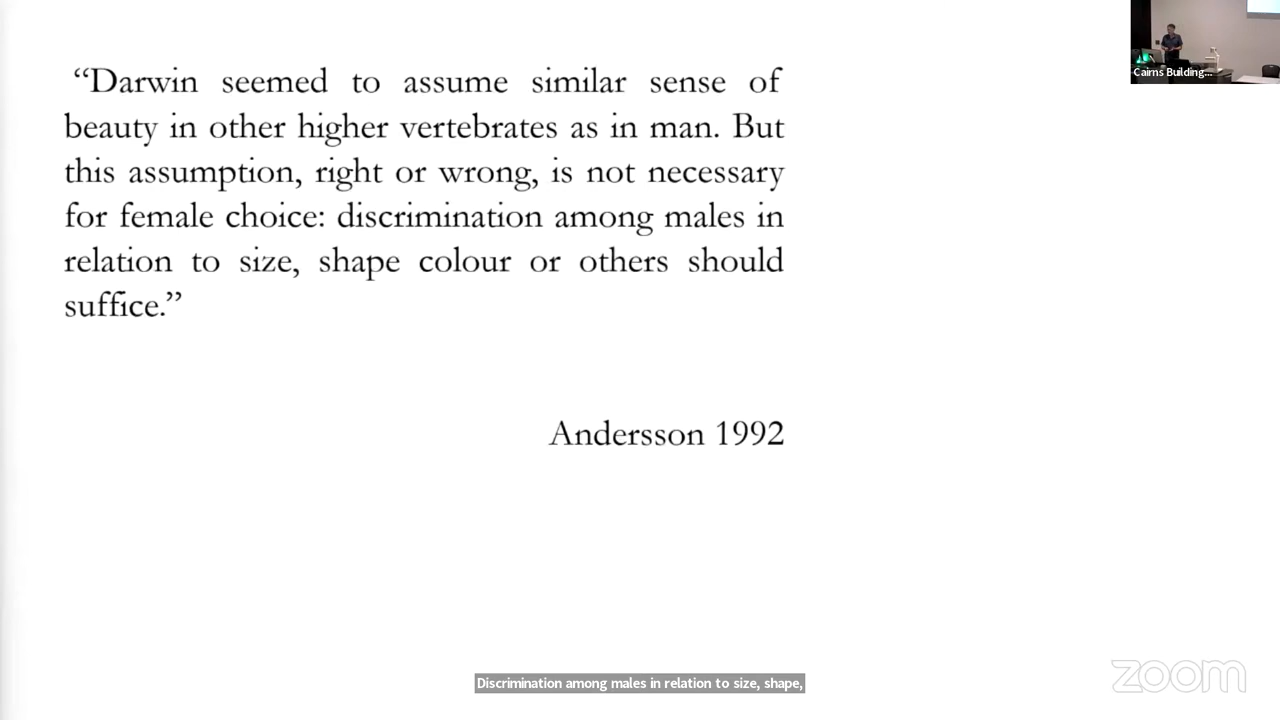 “Darwin seemed to assume similar sense of
beauty in other higher vertebrates as in man. But
this assumption, right or wrong, is not necessary
for female choice: discrimination among males in
relation to size, shape colour or others should
suffice.”
Andersson 1992
Cairns Building...
Discrimination among males in relation to size, shape,
zoom